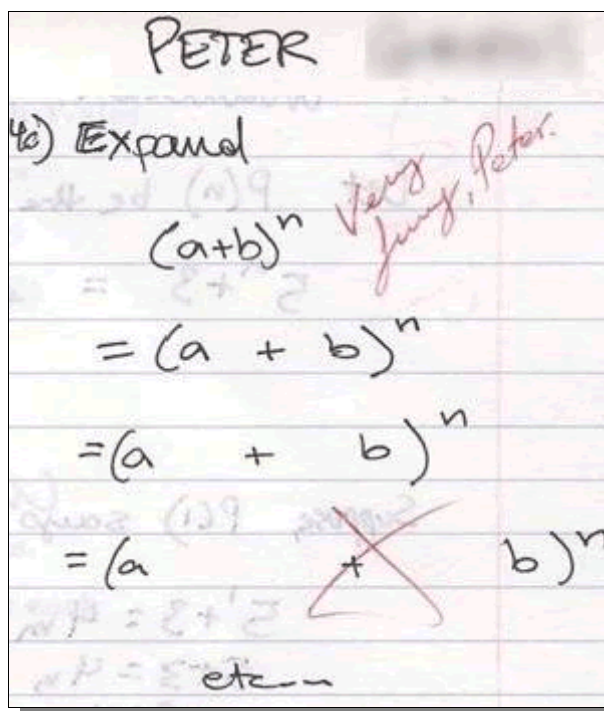 PETER
4c) Expand
Very
funny, Peter.
(a+b)ⁿ
= (a + b)ⁿ
= (a + b)ⁿ
= (a + b)ⁿ
etc...